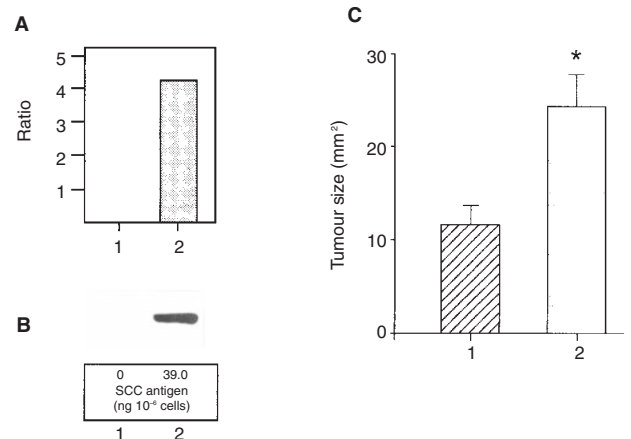 A
5
4
3
2
1
Ratio
1 2
B
0 39.0
SCC antigen
(ng 10⁻⁶ cells)
1 2
C
30
20
10
0
Tumour size (mm²)
*
1 2